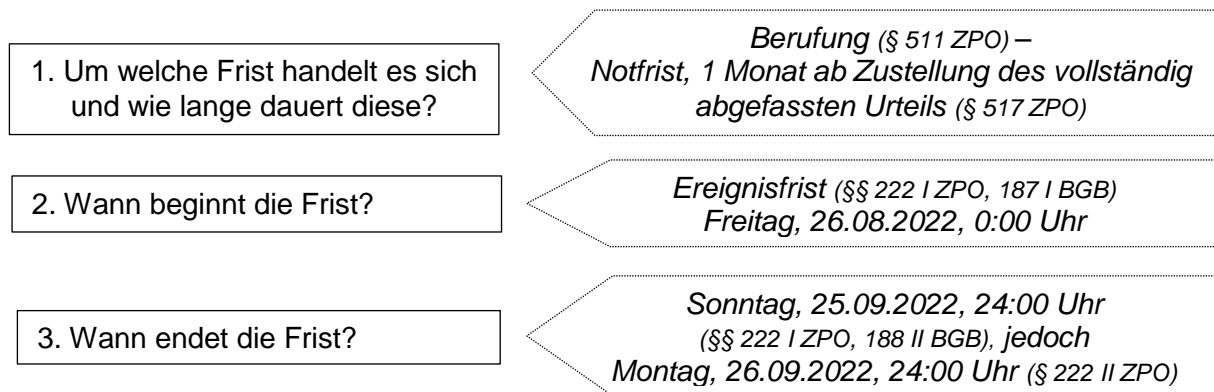 1. Um welche Frist handelt es sich
und wie lange dauert diese?
Berufung (§ 511 ZPO) –
Notfrist, 1 Monat ab Zustellung des vollständig
abgefassten Urteils (§ 517 ZPO)
2. Wann beginnt die Frist?
Ereignisfrist (§§ 222 I ZPO, 187 I BGB)
Freitag, 26.08.2022, 0:00 Uhr
3. Wann endet die Frist?
Sonntag, 25.09.2022, 24:00 Uhr
(§§ 222 I ZPO, 188 II BGB), jedoch
Montag, 26.09.2022, 24:00 Uhr (§ 222 II ZPO)